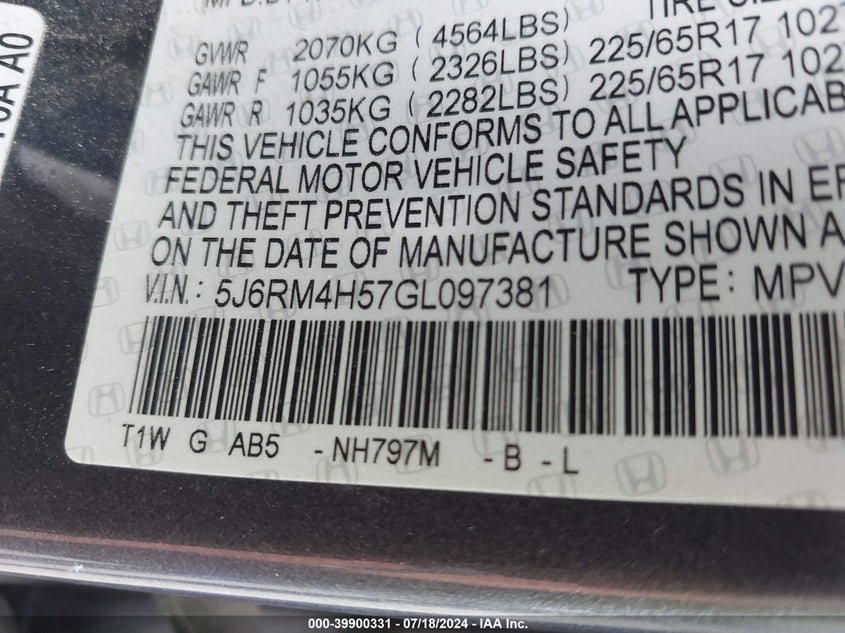 GVWR 2070KG ( 4564LBS)
GAWR F 1055KG ( 2326LBS) 225/65R17
GAWR R 1035KG ( 2282LBS) 225/65R17
THIS VEHICLE CONFORMS TO ALL
FEDERAL MOTOR VEHICLE SAFETY
AND THEFT PREVENTION STANDARDS IN
ON THE DATE OF MANUFACTURE SHOWN
V.I.N.: 5J6RM4H57GL097381 TYPE: MPV
T1W G AB5 -NH797M -B -L
000-39900331 / 07/18/2024 - IAA Inc.